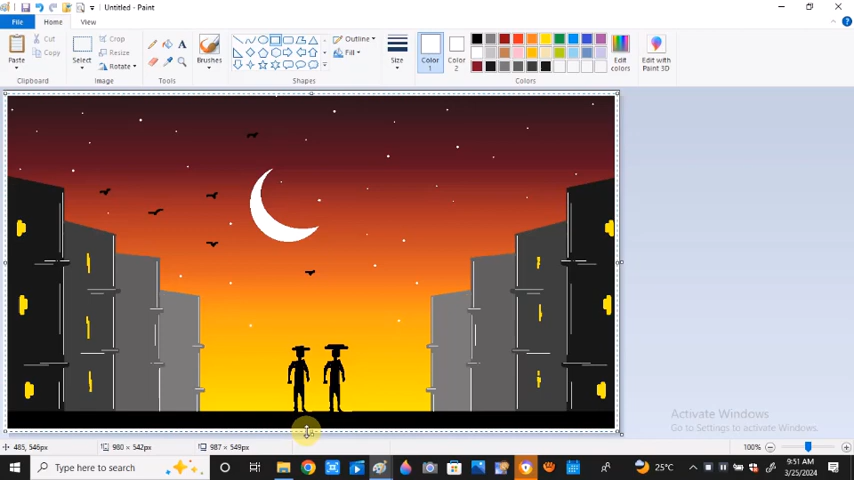 Untitled - Paint
File
Home
View
Paste
Cut
Copy
Clipboard
Select
Crop
Resize
Rotate
Image
Tools
Brushes
Outline
Fill
Shapes
Size
Color
1
Color
2
Edit
colors
Colors
Edit with
Paint 3D
Activate Windows
Go to Settings to activate Windows.
485, 546px
980 × 542px
987 × 549px
100%
Type here to search
25°C
9:51 AM
3/25/2024